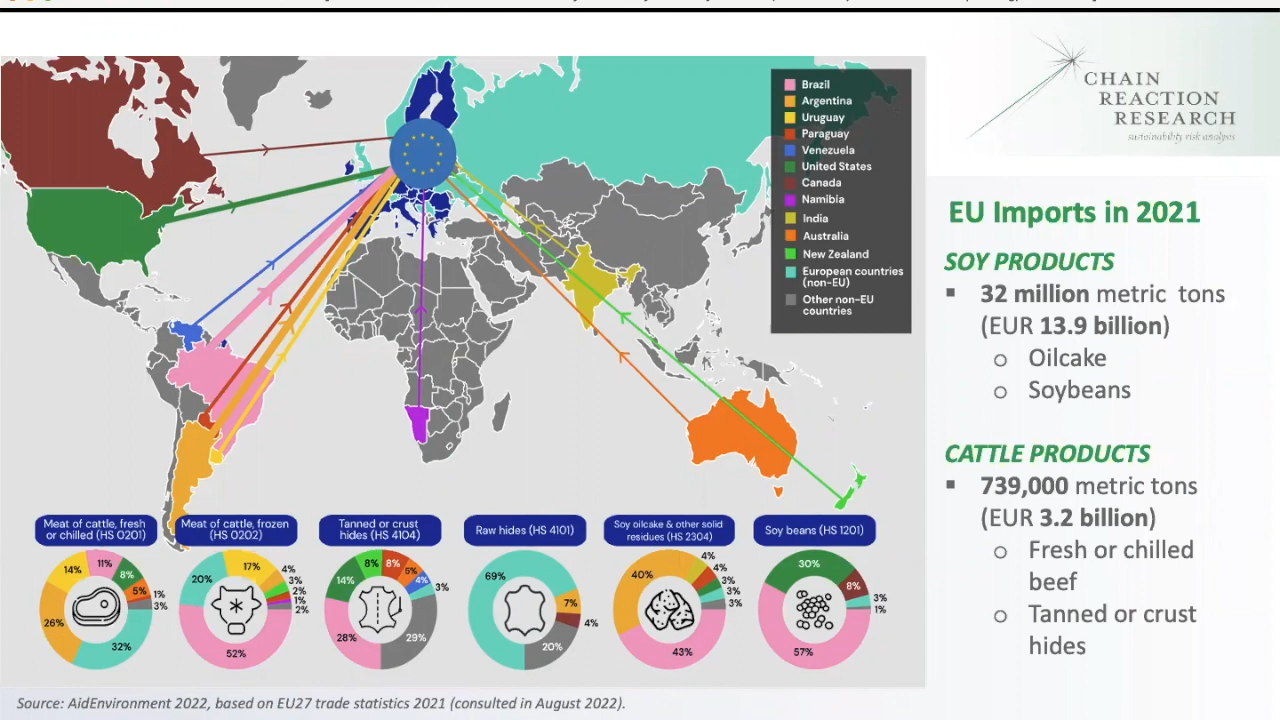 CHAIN
REACTION
RESEARCH
sustainability risk analysis
Brazil
Argentina
Uruguay
Paraguay
Venezuela
United States
Canada
Namibia
India
Australia
New Zealand
European countries
(non-EU)
Other non-EU
countries
EU Imports in 2021
SOY PRODUCTS
▪ 32 million metric tons
(EUR 13.9 billion)
o Oilcake
o Soybeans
CATTLE PRODUCTS
▪ 739,000 metric tons
(EUR 3.2 billion)
o Fresh or chilled
beef
o Tanned or crust
hides
Meat of cattle, fresh
or chilled (HS 0201)
11%
8%
5%
1%
3%
32%
26%
14%
Meat of cattle, frozen
(HS 0202)
17%
4%
3%
2%
1%
2%
52%
20%
Tanned or crust
hides (HS 4104)
8%
8%
5%
4%
3%
29%
28%
14%
Raw hides (HS 4101)
69%
7%
4%
20%
Soy oilcake & other solid
residues (HS 2304)
40%
4%
4%
3%
3%
3%
43%
Soy beans (HS 1201)
30%
8%
3%
1%
57%
Source: AidEnvironment 2022, based on EU27 trade statistics 2021 (consulted in August 2022).